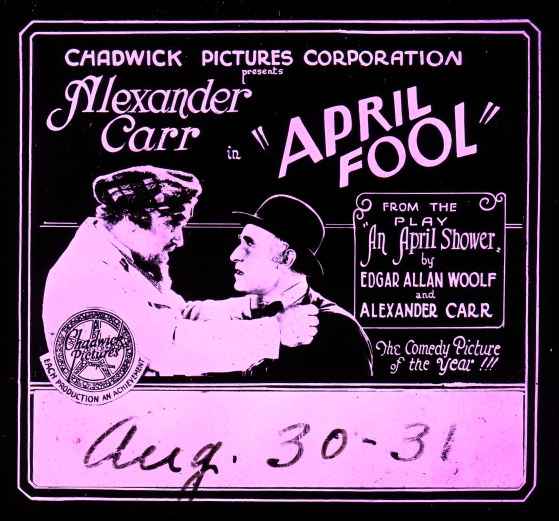 CHADWICK PICTURES CORPORATION
presents
Alexander
Carr
in
"APRIL
FOOL"
FROM THE
PLAY
"An April Shower"
by
EDGAR ALLAN WOOLF
and
ALEXANDER CARR
The Comedy Picture
of the Year !!!
Chadwick
Pictures
EACH PRODUCTION AN ACHIEVEMENT
Aug. 30-31